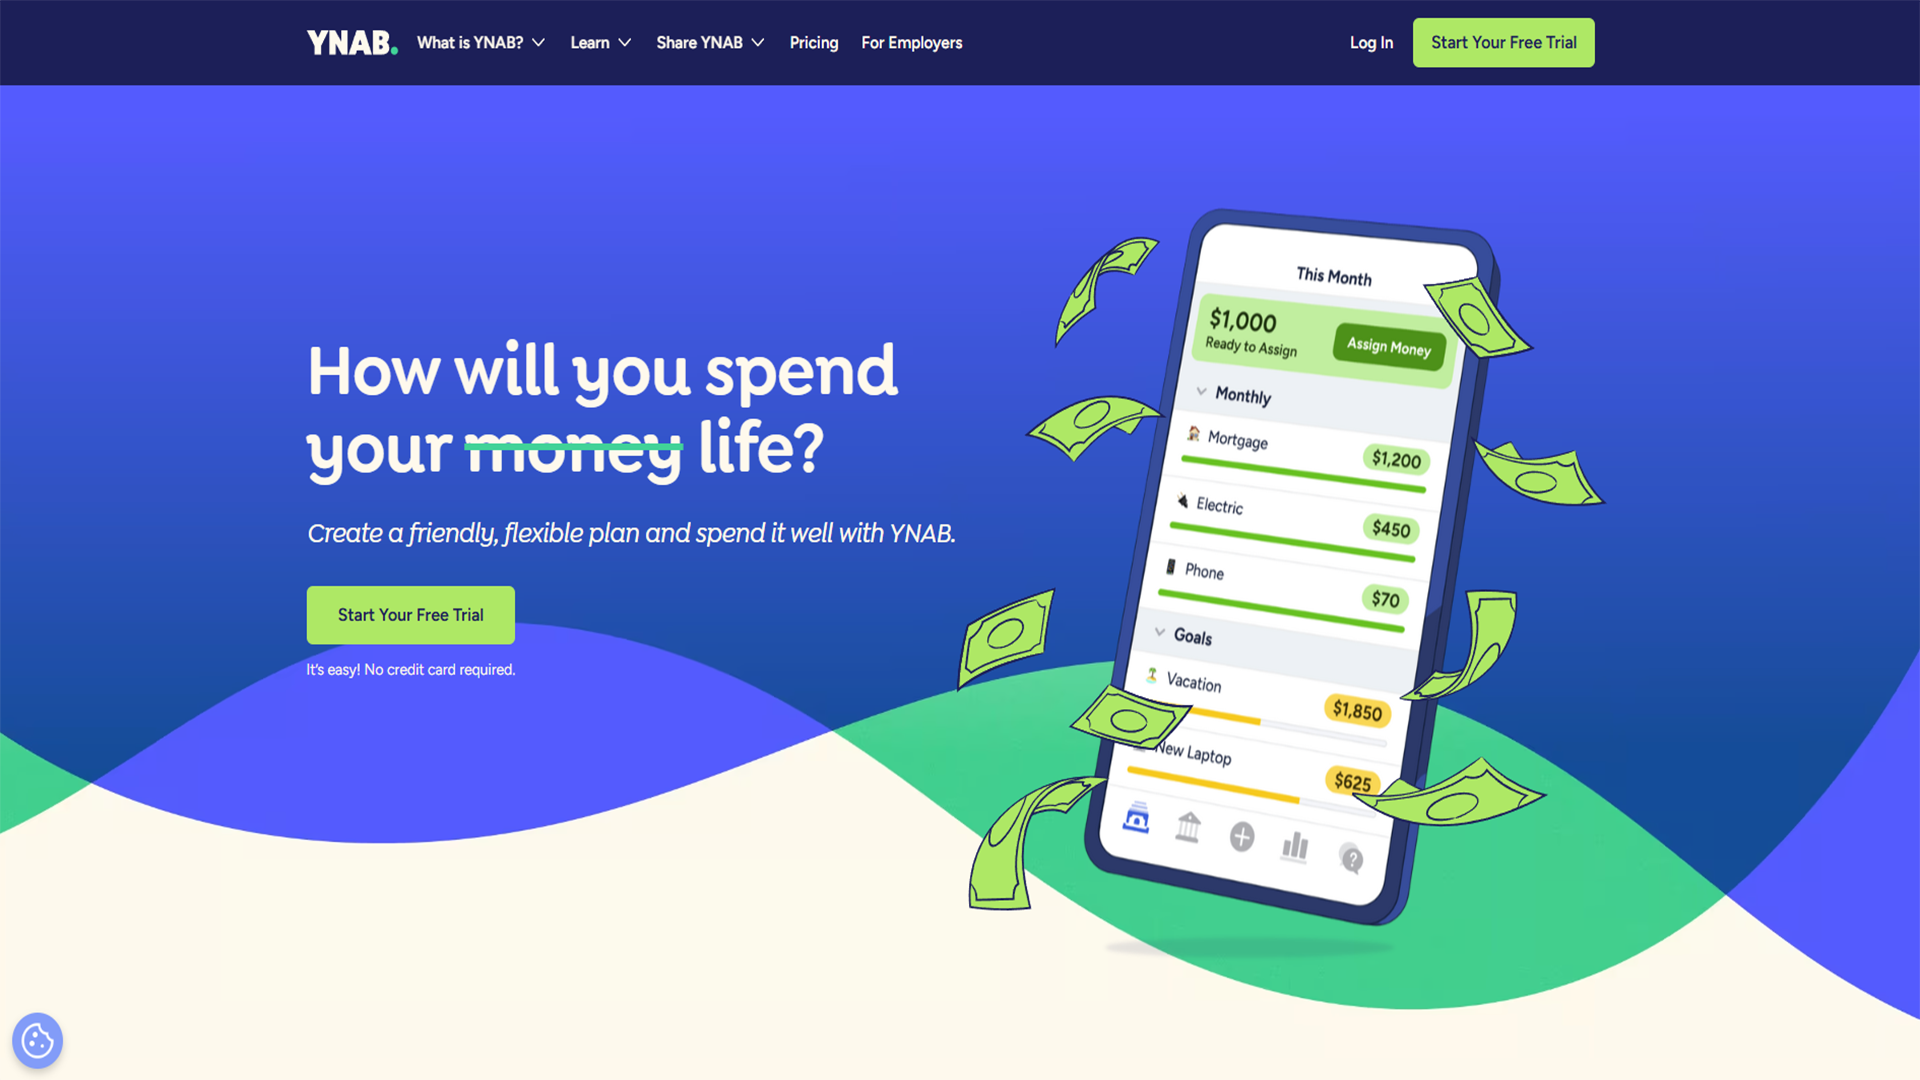 YNAB.
What is YNAB?
Learn
Share YNAB
Pricing
For Employers
Log In
Start Your Free Trial
How will you spend
your money life?
Create a friendly, flexible plan and spend it well with YNAB.
Start Your Free Trial
It's easy! No credit card required.
This Month
$1,000
Ready to Assign
Assign Money
Monthly
Mortgage
$1,200
Electric
$450
Phone
$70
Goals
Vacation
$1,850
New Laptop
$625